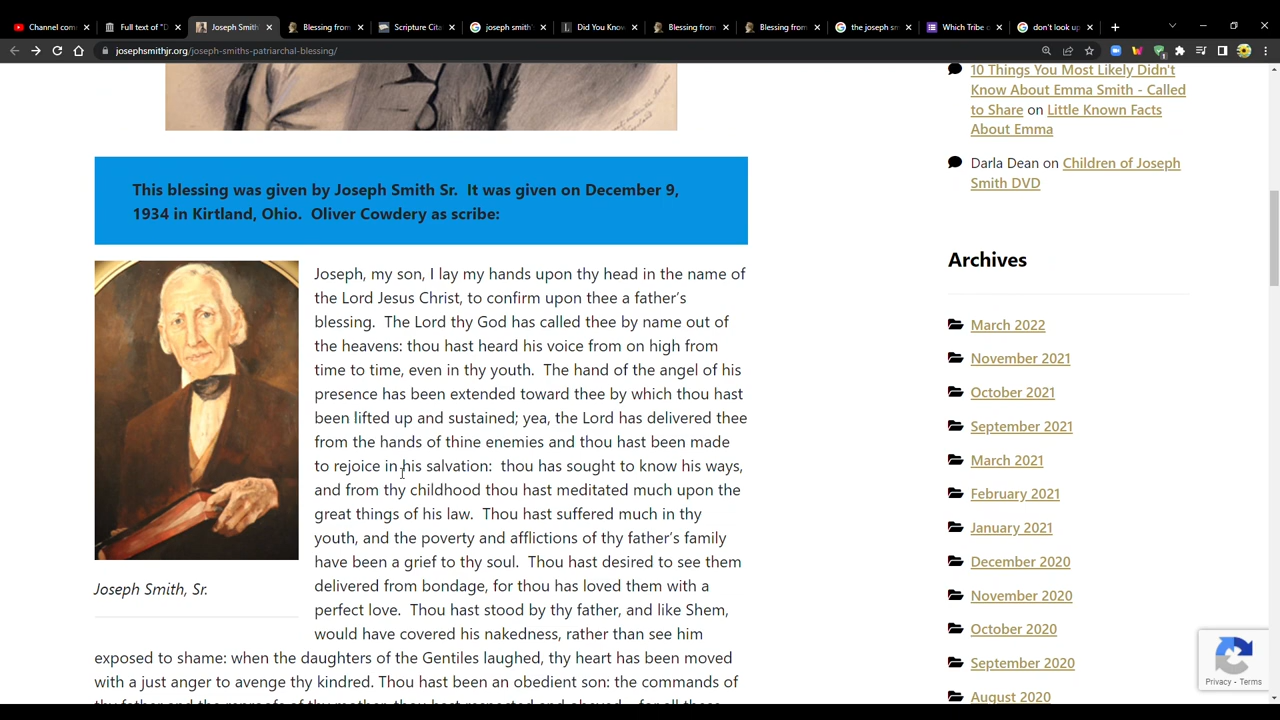 Channel com
Full text of "D
Joseph Smith
Blessing from
Scripture Cita
joseph smith'
Did You Know
Blessing from
Blessing from
the joseph sm
Which Tribe o
don't look up
josephsmithjr.org/joseph-smiths-patriarchal-blessing/
This blessing was given by Joseph Smith Sr.  It was given on December 9,
1934 in Kirtland, Ohio.  Oliver Cowdery as scribe:
Joseph, my son, I lay my hands upon thy head in the name of
the Lord Jesus Christ, to confirm upon thee a father's
blessing.  The Lord thy God has called thee by name out of
the heavens: thou hast heard his voice from on high from
time to time, even in thy youth.  The hand of the angel of his
presence has been extended toward thee by which thou hast
been lifted up and sustained; yea, the Lord has delivered thee
from the hands of thine enemies and thou hast been made
to rejoice in his salvation:  thou has sought to know his ways,
and from thy childhood thou hast meditated much upon the
great things of his law.  Thou hast suffered much in thy
youth, and the poverty and afflictions of thy father's family
have been a grief to thy soul.  Thou hast desired to see them
delivered from bondage, for thou has loved them with a
perfect love.  Thou hast stood by thy father, and like Shem,
would have covered his nakedness, rather than see him
exposed to shame: when the daughters of the Gentiles laughed, thy heart has been moved
with a just anger to avenge thy kindred. Thou hast been an obedient son: the commands of
Joseph Smith, Sr.
10 Things You Most Likely Didn't
Know About Emma Smith - Called
to Share on Little Known Facts
About Emma
Darla Dean on Children of Joseph
Smith DVD
Archives
March 2022
November 2021
October 2021
September 2021
March 2021
February 2021
January 2021
December 2020
November 2020
October 2020
September 2020
August 2020
Privacy - Terms